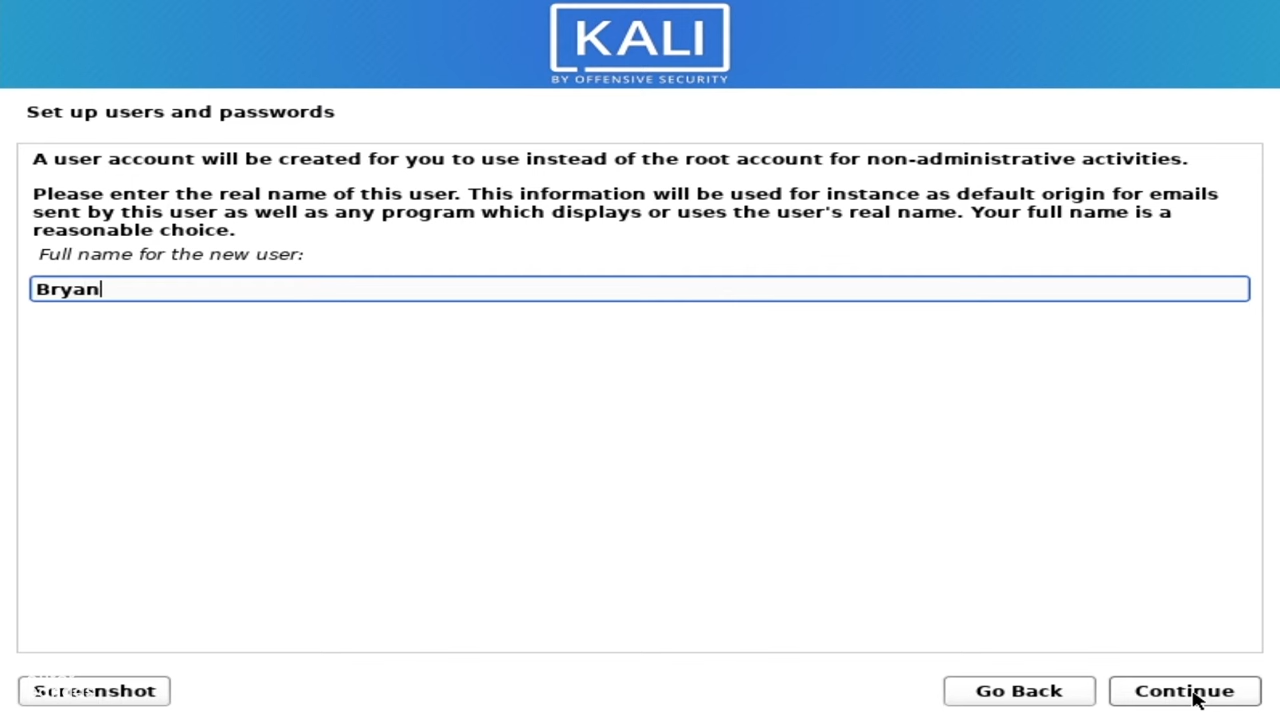 KALI
BY OFFENSIVE SECURITY
Set up users and passwords
A user account will be created for you to use instead of the root account for non-administrative activities.
Please enter the real name of this user. This information will be used for instance as default origin for emails
sent by this user as well as any program which displays or uses the user's real name. Your full name is a
reasonable choice.
Full name for the new user:
Bryan
Screenshot
Go Back
Continue